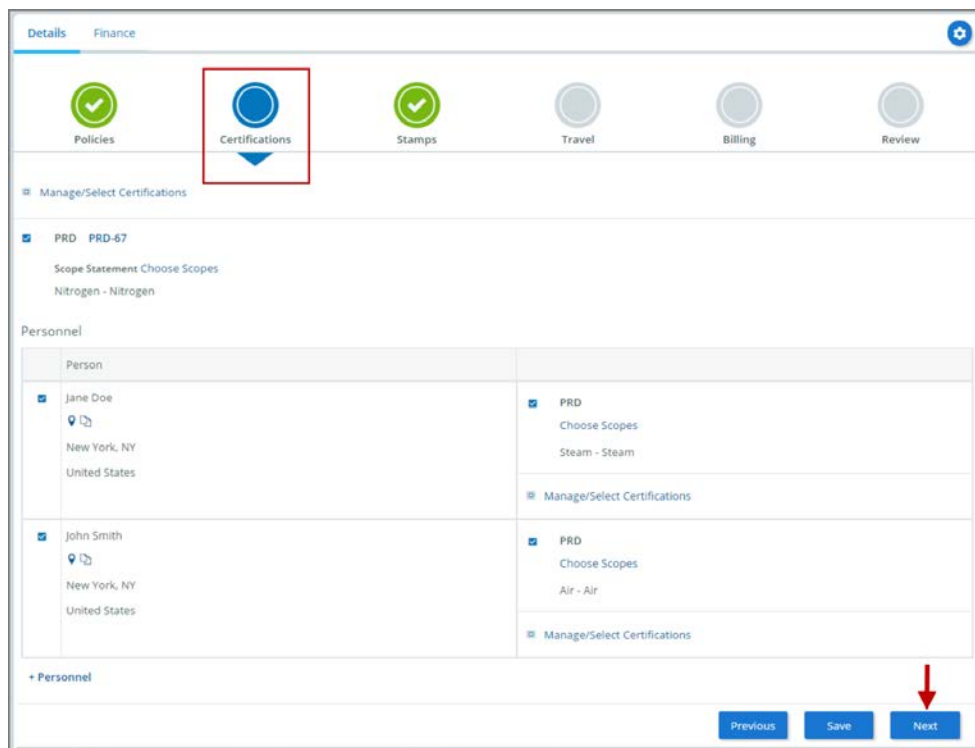 Details Finance
Policies Certifications Stamps Travel Billing Review
Manage/Select Certifications
PRD PRD-67
Scope Statement Choose Scopes
Nitrogen - Nitrogen
Personnel
Person
Jane Doe
New York, NY
United States
PRD
Choose Scopes
Steam - Steam
Manage/Select Certifications
John Smith
New York, NY
United States
PRD
Choose Scopes
Air - Air
Manage/Select Certifications
+ Personnel
Previous Save Next